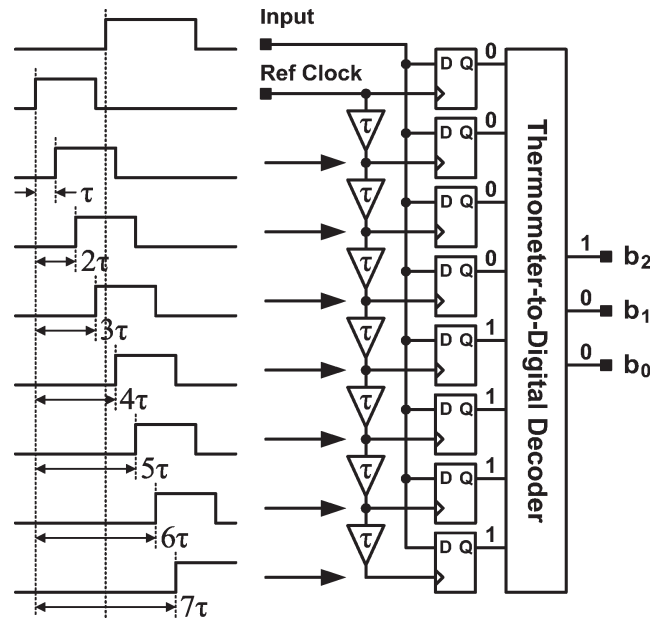 Input
Ref Clock
τ
2τ
3τ
4τ
5τ
6τ
7τ
τ
τ
τ
τ
τ
τ
τ
D Q 0
D Q 0
D Q 0
D Q 0
D Q 1
D Q 1
D Q 1
D Q 1
Thermometer-to-Digital Decoder
1 b2
0 b1
0 b0